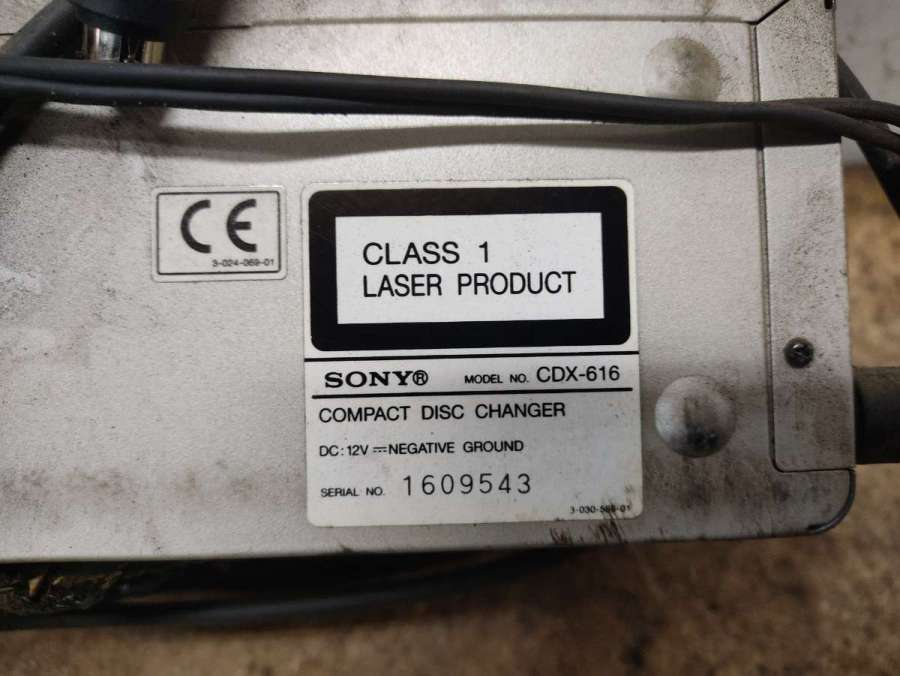 CE
3-024-069-01
CLASS 1
LASER PRODUCT
SONY® MODEL NO. CDX-616
COMPACT DISC CHANGER
DC:12V ⎓NEGATIVE GROUND
SERIAL NO. 1609543